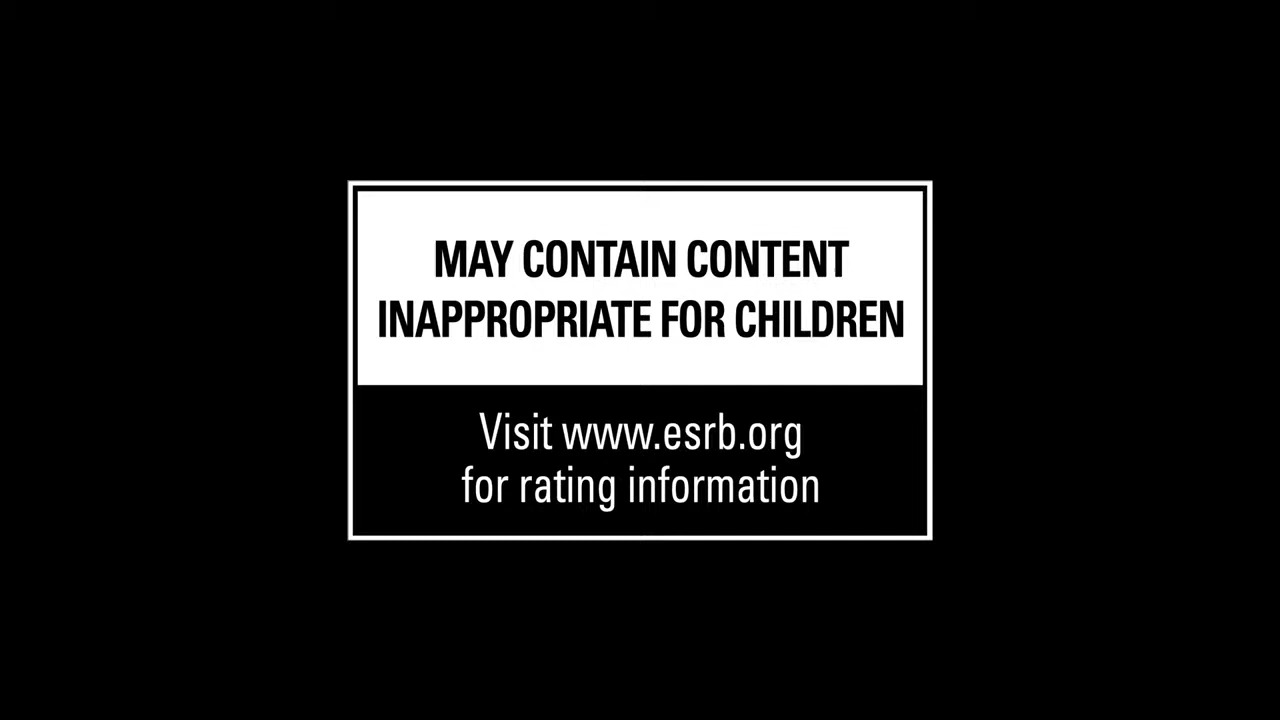 MAY CONTAIN CONTENT
INAPPROPRIATE FOR CHILDREN
Visit www.esrb.org
for rating information